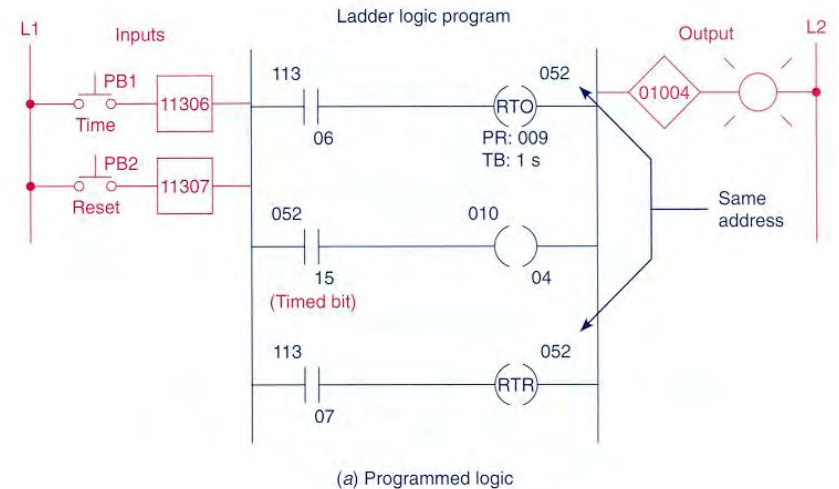 Ladder logic program
L1
Inputs
Output
L2
PB1
11306
Time
113
06
052
RTO
PR: 009
TB: 1 s
01004
PB2
11307
Reset
Same
address
052
15
(Timed bit)
010
04
113
07
052
RTR
(a) Programmed logic